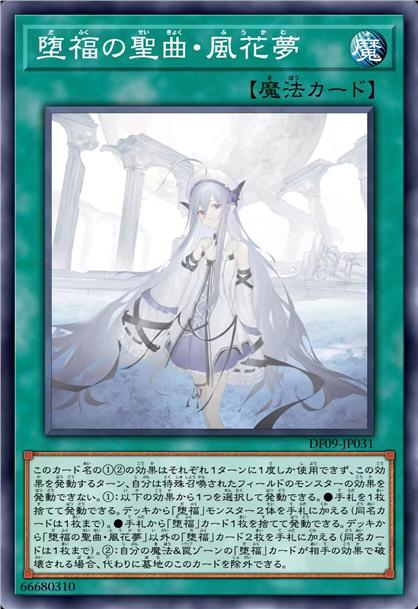 堕福の聖曲・風花夢
魔
【魔法カード】
DF09-JP031
このカード名の①②の効果はそれぞれ1ターンに1度しか使用できず、この効
果を発動するターン、自分は特殊召喚されたフィールドのモンスターの効果を
発動できない。①：以下の効果から1つを選択して発動できる。●手札を1枚
捨てて発動できる。デッキから「堕福」モンスター2体を手札に加える（同名カー
ドは1枚まで）。●手札から「堕福」カード1枚を捨てて発動できる。デッキか
ら「堕福の聖曲・風花夢」以外の「堕福」カード2枚を手札に加える（同名カード
は1枚まで）。②：自分の魔法&罠ゾーンの「堕福」カードが相手の効果で破
壊される場合、代わりに墓地のこのカードを除外できる。
66680310